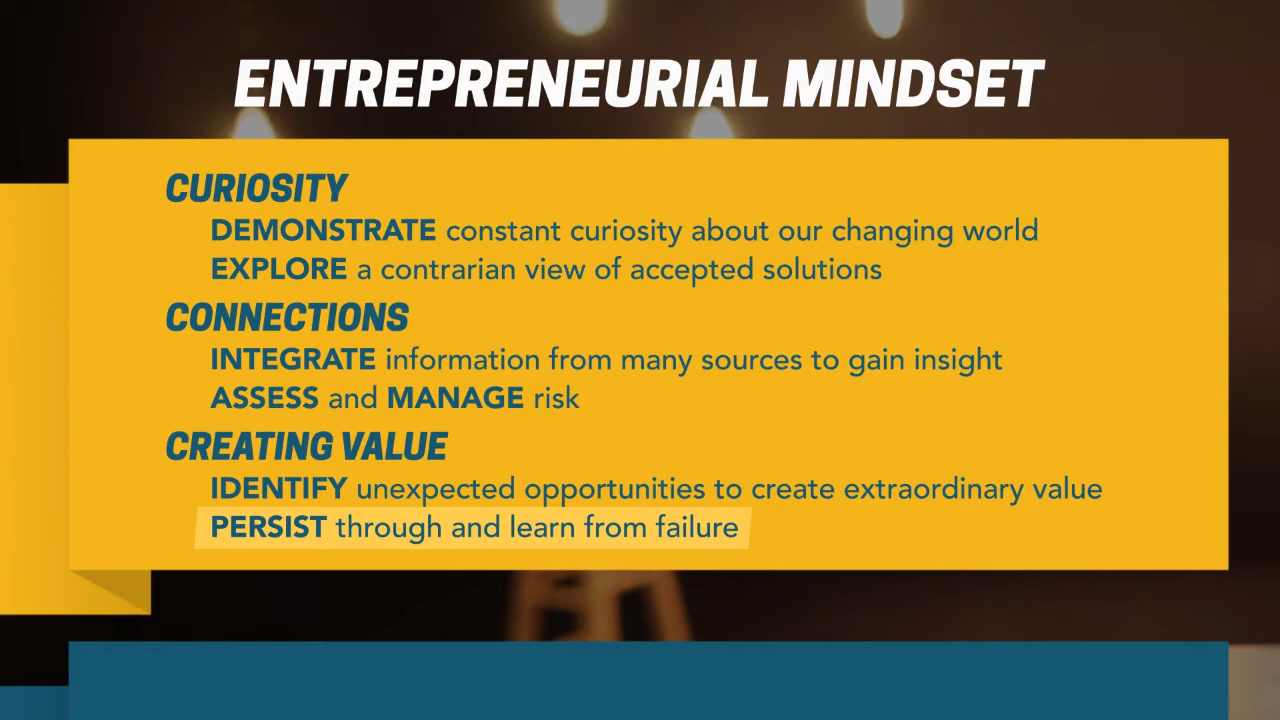 ENTREPRENEURIAL MINDSET
CURIOSITY
DEMONSTRATE constant curiosity about our changing world
EXPLORE a contrarian view of accepted solutions
CONNECTIONS
INTEGRATE information from many sources to gain insight
ASSESS and MANAGE risk
CREATING VALUE
IDENTIFY unexpected opportunities to create extraordinary value
PERSIST through and learn from failure